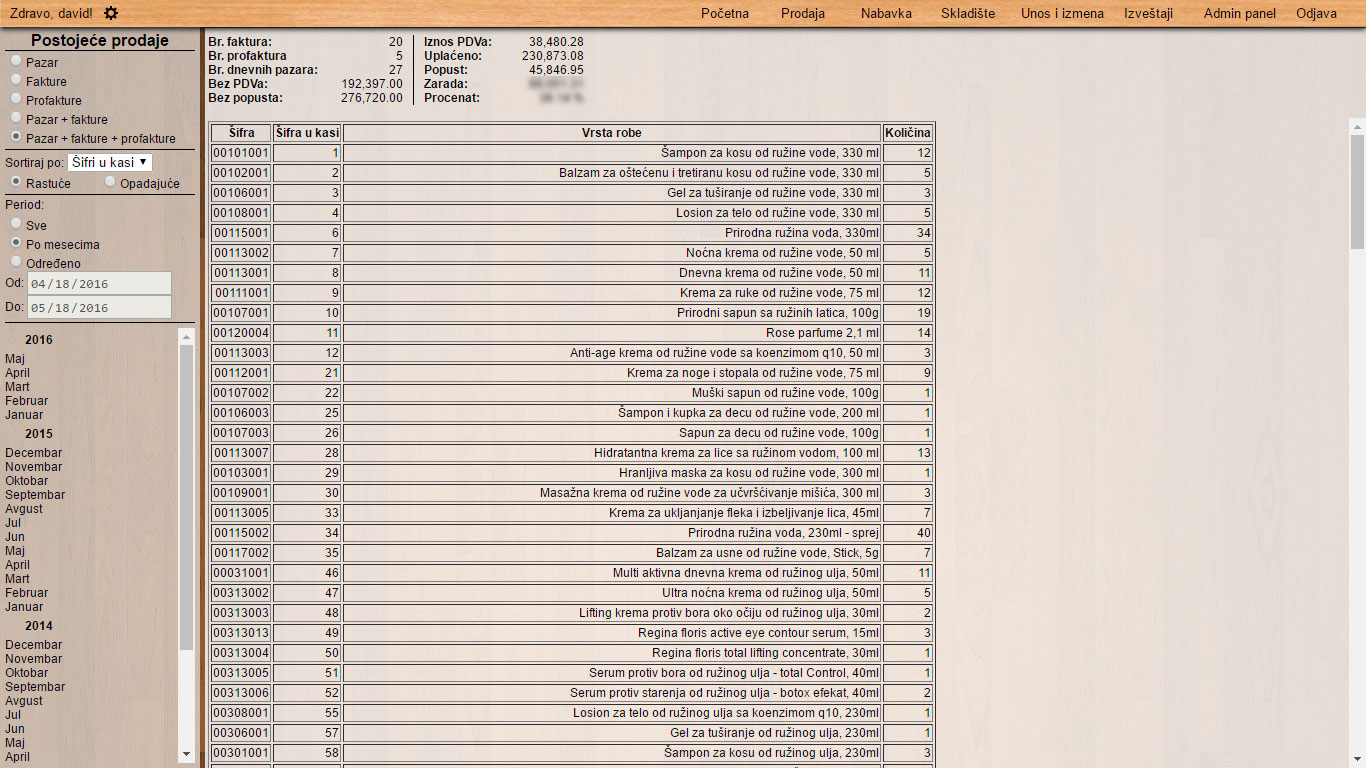 Zdravo, david! Početna Prodaja Nabavka Skladište Unos i izmena Izveštaji Admin panel Odjava
Postojeće prodaje
Pazar
Fakture
Profakture
Pazar + fakture
Pazar + fakture + profakture
Sortiraj po: Šifri u kasi
Rastuće Opadajuće
Period:
Sve
Po mesecima
Određeno
Od: 04/18/2016
Do: 05/18/2016
2016
Maj
April
Mart
Februar
Januar
2015
Decembar
Novembar
Oktobar
Septembar
Avgust
Jul
Jun
Maj
April
Mart
Februar
Januar
2014
Decembar
Novembar
Oktobar
Septembar
Avgust
Jul
Jun
Maj
April
Br. faktura: 20 Iznos PDVa: 38,480.28
Br. profaktura 5 Uplaćeno: 230,873.08
Br. dnevnih pazara: 27 Popust: 45,846.95
Bez PDVa: 192,397.00 Zarada:
Bez popusta: 276,720.00 Procenat:
Šifra Šifra u kasi Vrsta robe Količina
00101001 1 Šampon za kosu od ružine vode, 330 ml 12
00102001 2 Balzam za oštećenu i tretiranu kosu od ružine vode, 330 ml 5
00106001 3 Gel za tuširanje od ružine vode, 330 ml 3
00108001 4 Losion za telo od ružine vode, 330 ml 5
00115001 6 Prirodna ružina voda, 330ml 34
00113002 7 Noćna krema od ružine vode, 50 ml 5
00113001 8 Dnevna krema od ružine vode, 50 ml 11
00111001 9 Krema za ruke od ružine vode, 75 ml 12
00107001 10 Prirodni sapun sa ružinih latica, 100g 19
00120004 11 Rose parfume 2,1 ml 14
00113003 12 Anti-age krema od ružine vode sa koenzimom q10, 50 ml 3
00112001 21 Krema za noge i stopala od ružine vode, 75 ml 9
00107002 22 Muški sapun od ružine vode, 100g 1
00106003 25 Šampon i kupka za decu od ružine vode, 200 ml 1
00107003 26 Sapun za decu od ružine vode, 100g 1
00113007 28 Hidratantna krema za lice sa ružinom vodom, 100 ml 13
00103001 29 Hranljiva maska za kosu od ružine vode, 300 ml 1
00109001 30 Masažna krema od ružine vode za učvršćivanje mišića, 300 ml 3
00113005 33 Krema za ukljanjanje fleka i izbeljivanje lica, 45ml 7
00115002 34 Prirodna ružina voda, 230ml - sprej 40
00117002 35 Balzam za usne od ružine vode, Stick, 5g 7
00031001 46 Multi aktivna dnevna krema od ružinog ulja, 50ml 11
00313002 47 Ultra noćna krema od ružinog ulja, 50ml 5
00313003 48 Lifting krema protiv bora oko očiju od ružinog ulja, 30ml 2
00313013 49 Regina floris active eye contour serum, 15ml 3
00313004 50 Regina floris total lifting concentrate, 30ml 1
00313005 51 Serum protiv bora od ružinog ulja - total Control, 40ml 1
00313006 52 Serum protiv starenja od ružinog ulja - botox efekat, 40ml 2
00308001 55 Losion za telo od ružinog ulja sa koenzimom q10, 230ml 1
00306001 57 Gel za tuširanje od ružinog ulja, 230ml 1
00301001 58 Šampon za kosu od ružinog ulja, 230ml 3